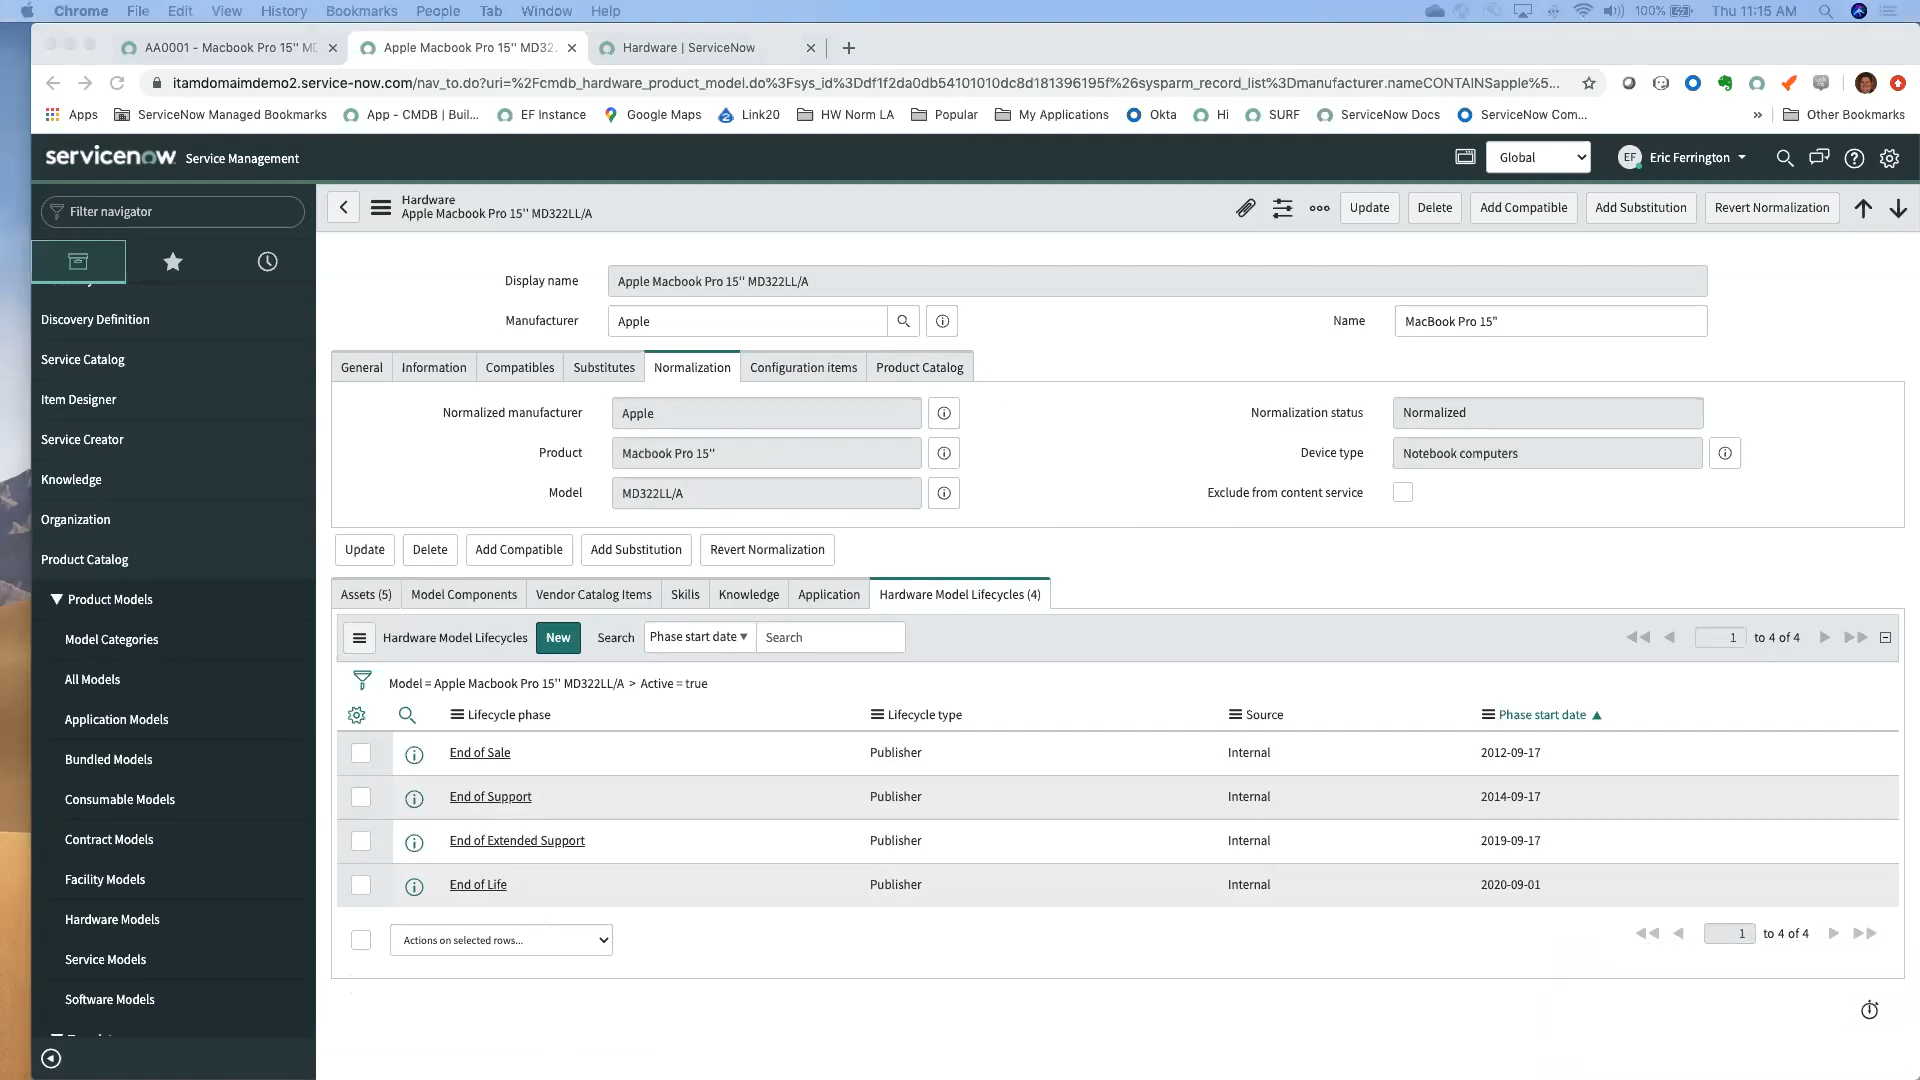 Chrome File Edit View History Bookmarks People Tab Window Help 100% Thu 11:15 AM
AA0001 - Macbook Pro 15" MD Apple Macbook Pro 15" MD32 Hardware | ServiceNow
itamdomaimdemo2.service-now.com/nav_to.do?uri=%2Fcmdb_hardware_product_model.do%3Fsys_id%3Ddf1f2da0db54101010dc8d181396195f%26sysparm_record_list%3Dmanufacturer.nameCONTAINSapple%5...
Apps ServiceNow Managed Bookmarks App - CMDB | Buil... EF Instance Google Maps Link20 HW Norm LA Popular My Applications Okta Hi SURF ServiceNow Docs ServiceNow Com... » Other Bookmarks
servicenow Service Management Global EF Eric Ferrington
Filter navigator
Discovery Definition
Service Catalog
Item Designer
Service Creator
Knowledge
Organization
Product Catalog
Product Models
Model Categories
All Models
Application Models
Bundled Models
Consumable Models
Contract Models
Facility Models
Hardware Models
Service Models
Software Models
Hardware
Apple Macbook Pro 15'' MD322LL/A
Update Delete Add Compatible Add Substitution Revert Normalization
Display name Apple Macbook Pro 15'' MD322LL/A
Manufacturer Apple Name MacBook Pro 15"
General Information Compatibles Substitutes Normalization Configuration items Product Catalog
Normalized manufacturer Apple Normalization status Normalized
Product Macbook Pro 15'' Device type Notebook computers
Model MD322LL/A Exclude from content service
Update Delete Add Compatible Add Substitution Revert Normalization
Assets (5) Model Components Vendor Catalog Items Skills Knowledge Application Hardware Model Lifecycles (4)
Hardware Model Lifecycles New Search Phase start date Search 1 to 4 of 4
Model = Apple Macbook Pro 15'' MD322LL/A > Active = true
Lifecycle phase Lifecycle type Source Phase start date
End of Sale Publisher Internal 2012-09-17
End of Support Publisher Internal 2014-09-17
End of Extended Support Publisher Internal 2019-09-17
End of Life Publisher Internal 2020-09-01
Actions on selected rows... 1 to 4 of 4